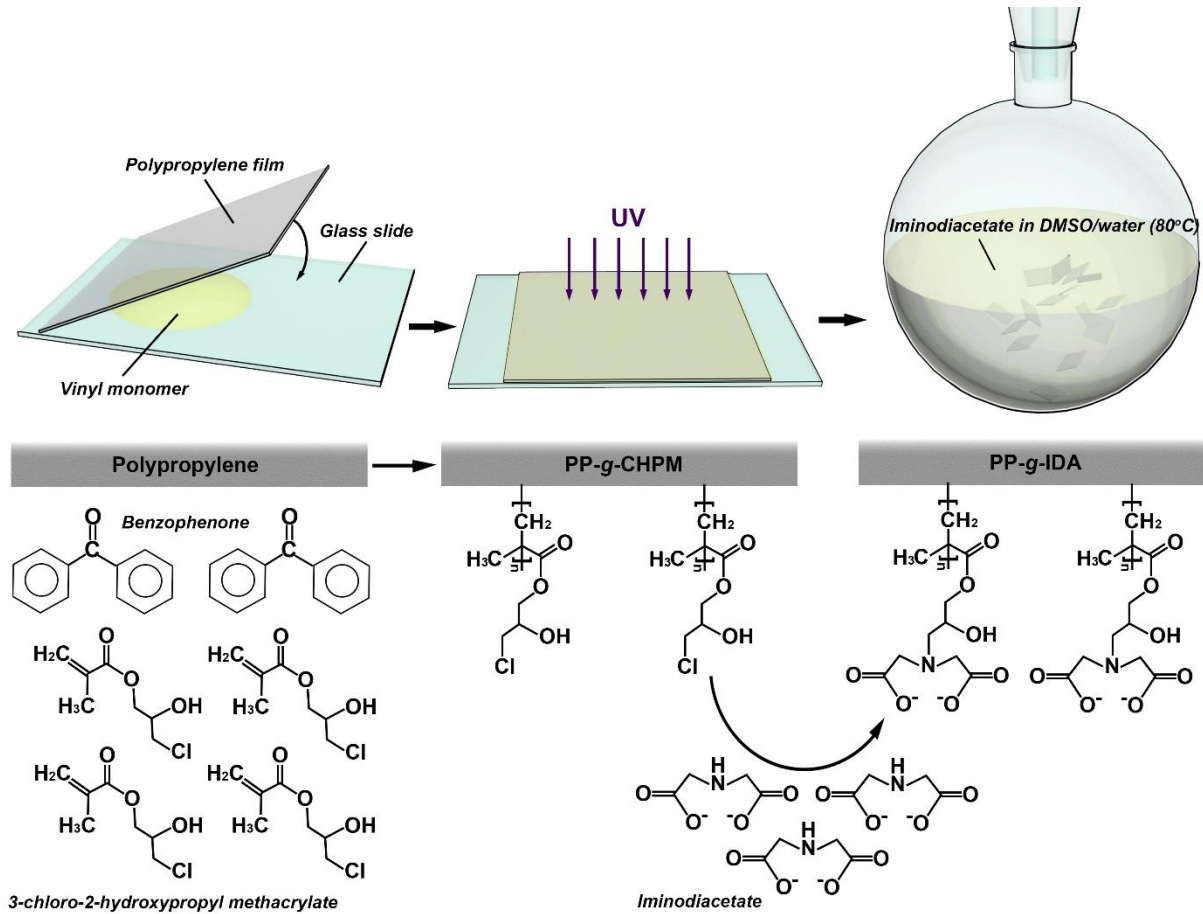 Polypropylene film
Glass slide
Vinyl monomer
UV
Iminodiacetate in DMSO/water (80°C)
Polypropylene
PP-g-CHPM
PP-g-IDA
Benzophenone
O
O
H₂C
O
O
CH₃
OH
Cl
H₂C
O
O
H₃C
OH
Cl
H₂C
O
O
H₃C
OH
Cl
H₂C
O
O
H₃C
OH
Cl
3-chloro-2-hydroxypropyl methacrylate
CH₂
H₃C
O
O
OH
Cl
CH₂
H₃C
O
O
OH
Cl
CH₂
H₃C
O
O
OH
N
O
O
O⁻
⁻O
CH₂
H₃C
O
O
OH
N
O
O
O⁻
⁻O
H
N
O
O
O⁻
⁻O
H
N
O
O
O⁻
⁻O
H
N
O
O
O⁻
⁻O
Iminodiacetate